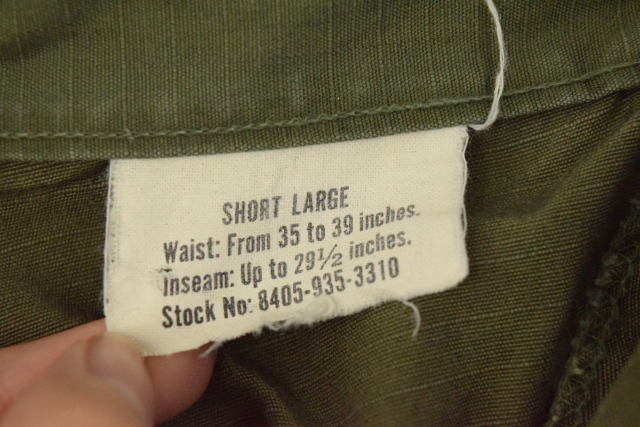 SHORT LARGE
Waist: From 35 to 39 inches.
Inseam: Up to 29½ inches.
Stock No: 8405-935-3310